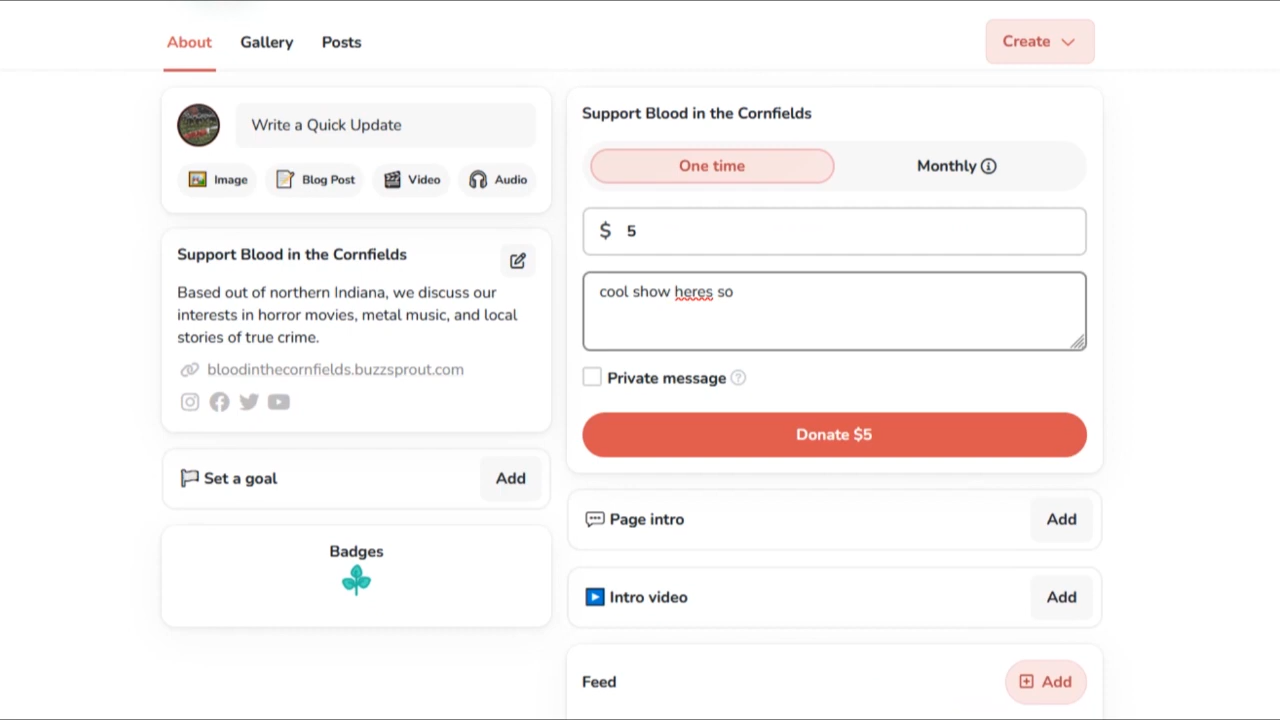 About Gallery Posts
Create
Write a Quick Update
Image Blog Post Video Audio
Support Blood in the Cornfields
Based out of northern Indiana, we discuss our
interests in horror movies, metal music, and local
stories of true crime.
bloodinthecornfields.buzzsprout.com
Set a goal
Add
Badges
Support Blood in the Cornfields
One time
Monthly
$ 5
cool show heres so
Private message
Donate $5
Page intro
Add
Intro video
Add
Feed
Add